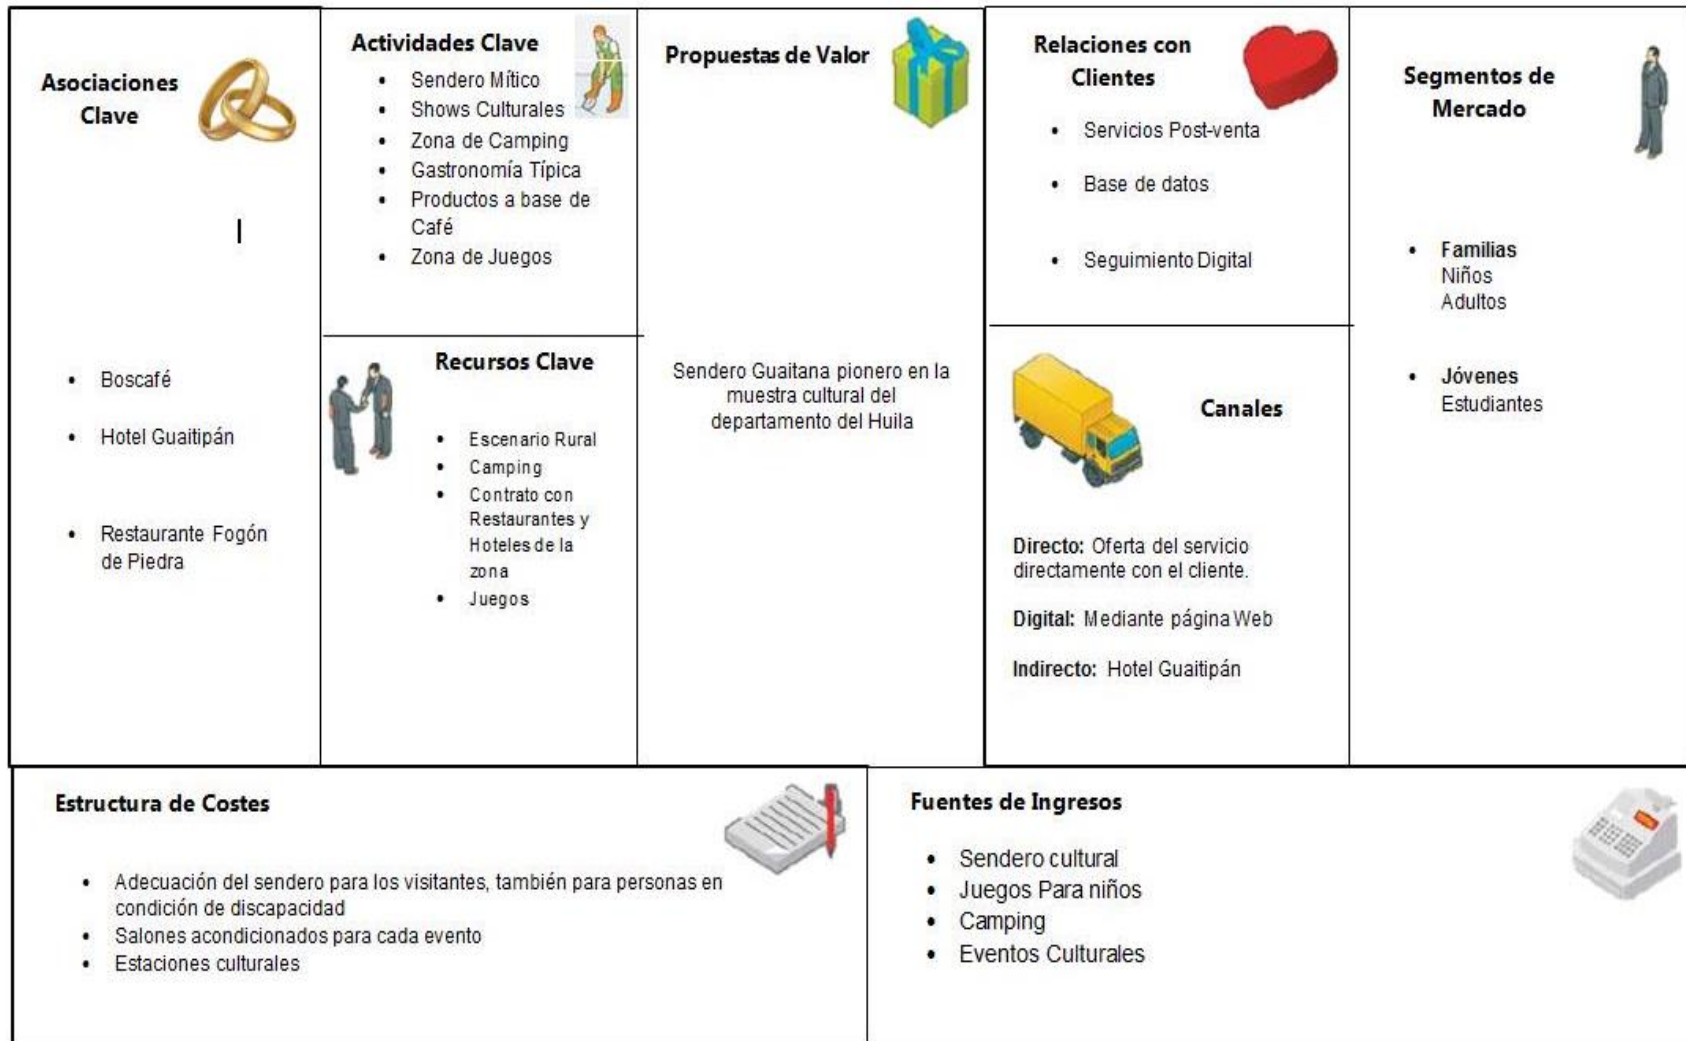 Asociaciones
Clave
• Boscafé
• Hotel Guaitipán
• Restaurante Fogón
de Piedra
Actividades Clave
• Sendero Mítico
• Shows Culturales
• Zona de Camping
• Gastronomía Típica
• Productos a base de
Café
• Zona de Juegos
Recursos Clave
• Escenario Rural
• Camping
• Contrato con
Restaurantes y
Hoteles de la
zona
• Juegos
Propuestas de Valor
Sendero Guaitana pionero en la
muestra cultural del
departamento del Huila
Relaciones con
Clientes
• Servicios Post-venta
• Base de datos
• Seguimiento Digital
Canales
Directo: Oferta del servicio
directamente con el cliente.
Digital: Mediante página Web
Indirecto: Hotel Guaitipán
Segmentos de
Mercado
• Familias
Niños
Adultos
• Jóvenes
Estudiantes
Estructura de Costes
• Adecuación del sendero para los visitantes, también para personas en
condición de discapacidad
• Salones acondicionados para cada evento
• Estaciones culturales
Fuentes de Ingresos
• Sendero cultural
• Juegos Para niños
• Camping
• Eventos Culturales